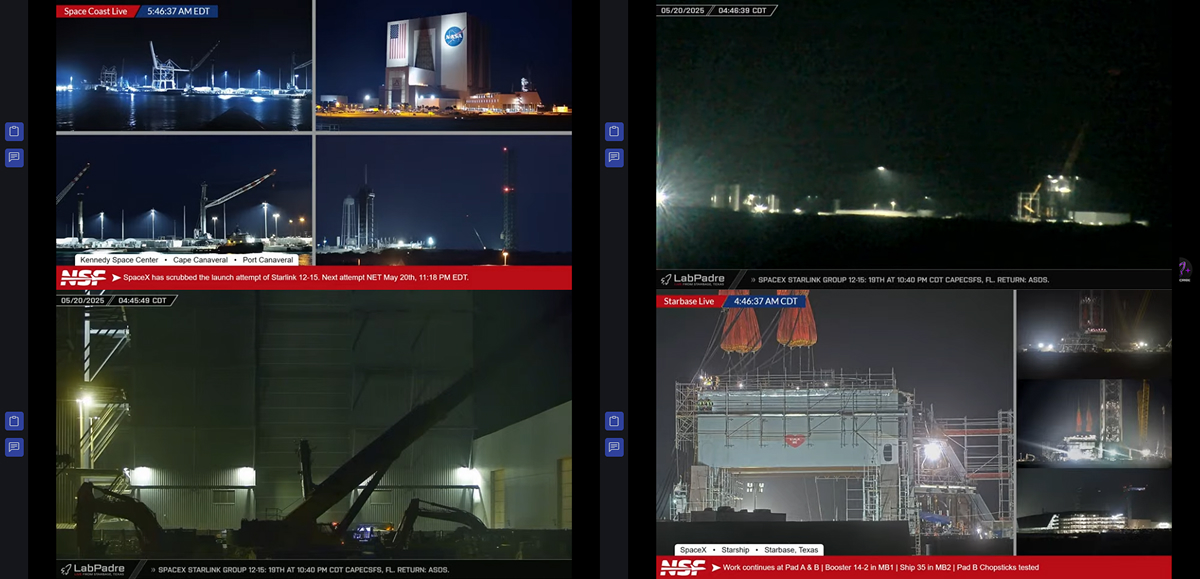 Space Coast Live 5:46:37 AM EDT
NASA
Kennedy Space Center • Cape Canaveral • Port Canaveral
NSF SpaceX has scrubbed the launch attempt of Starlink 12-15. Next attempt NET May 20th, 11:18 PM EDT.
05/20/2025 // 04:46:39 CDT
LabPadre » SPACEX STARLINK GROUP 12-15: 19TH AT 10:40 PM CDT CAPECSFS, FL. RETURN: ASDS.
05/20/2025 // 04:45:49 CDT
LabPadre » SPACEX STARLINK GROUP 12-15: 19TH AT 10:40 PM CDT CAPECSFS, FL. RETURN: ASDS.
Starbase Live 4:46:37 AM CDT
SpaceX • Starship • Starbase, Texas
NSF Work continues at Pad A & B | Booster 14-2 in MB1 | Ship 35 in MB2 | Pad B Chopsticks tested